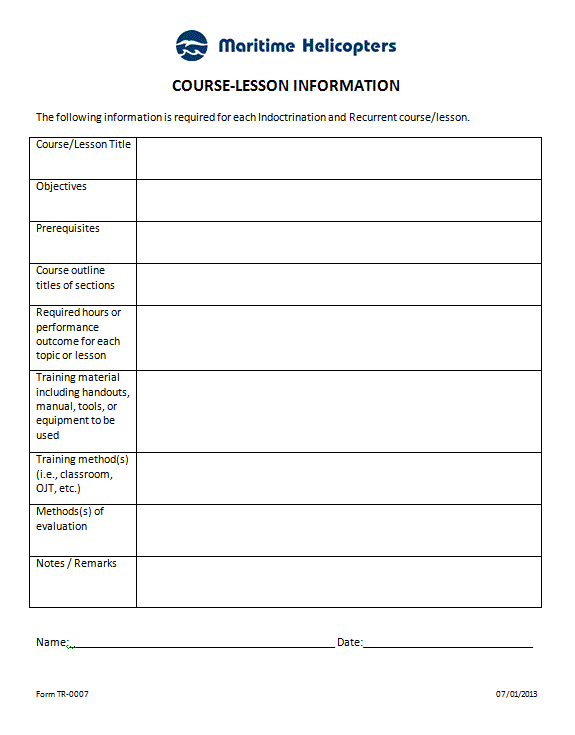 Maritime Helicopters
COURSE-LESSON INFORMATION
The following information is required for each Indoctrination and Recurrent course/lesson.
Course/Lesson Title
Objectives
Prerequisites
Course outline
titles of sections
Required hours or
performance
outcome for each
topic or lesson
Training material
including handouts,
manual, tools, or
equipment to be
used
Training method(s)
(i.e., classroom,
OJT, etc.)
Methods(s) of
evaluation
Notes / Remarks
Name: Date:
Form TR-0007 07/01/2013